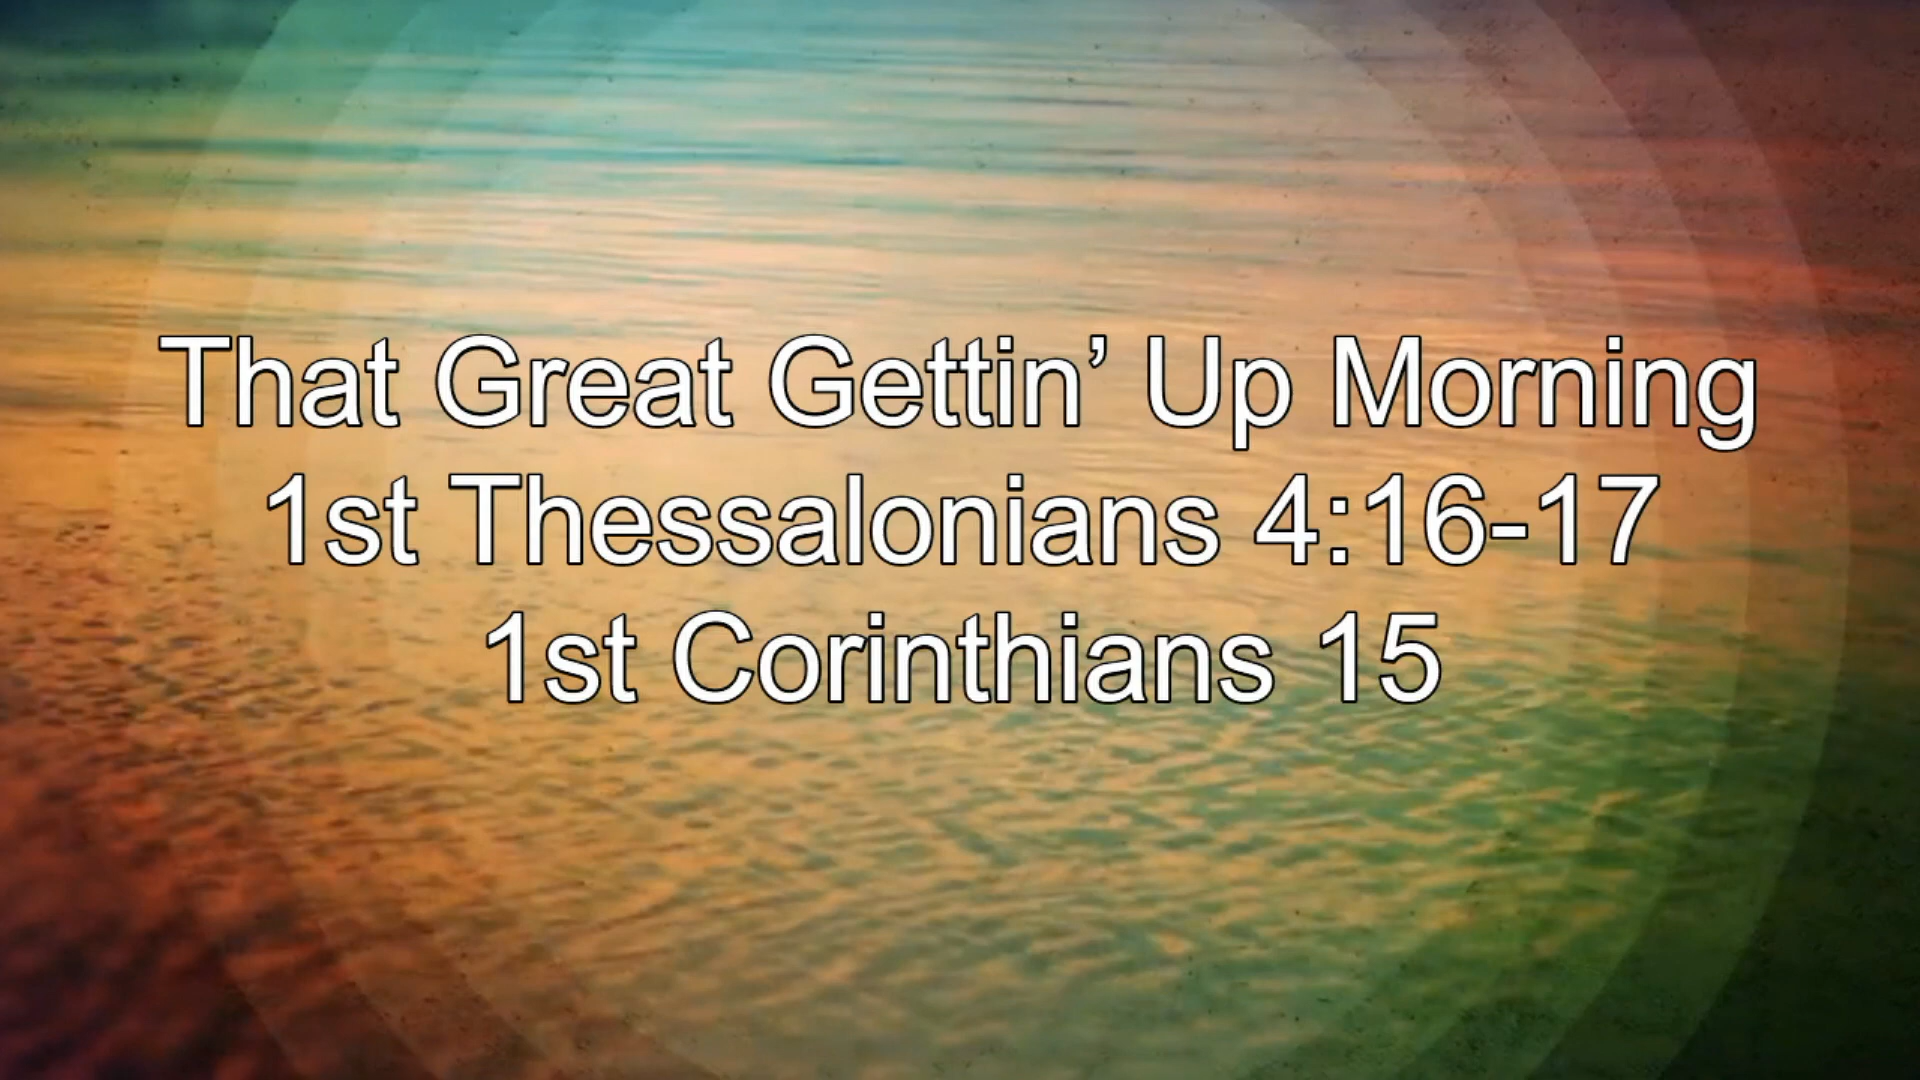 That Great Gettin’ Up Morning
1st Thessalonians 4:16-17
1st Corinthians 15